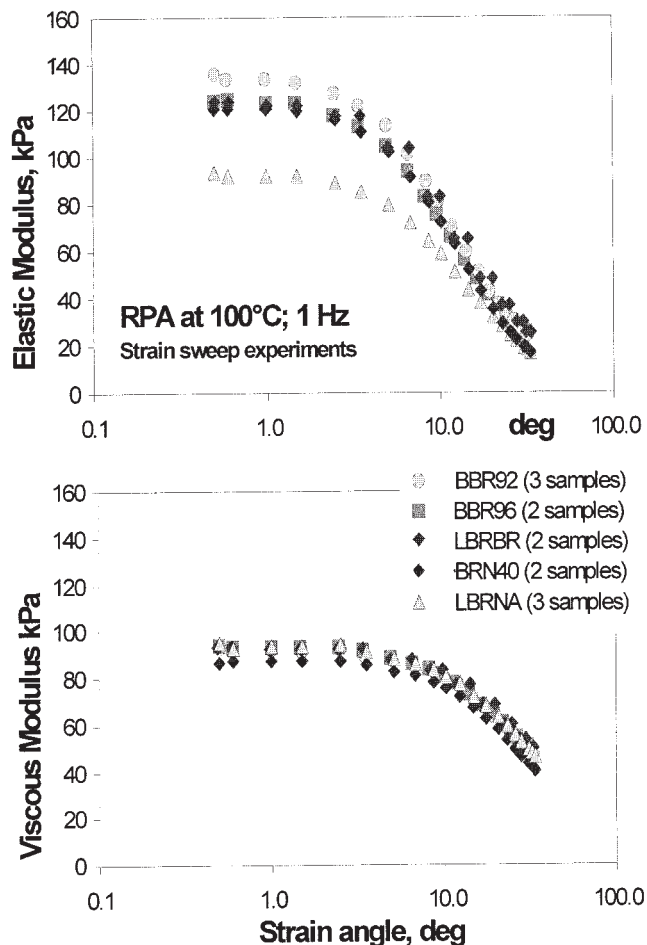 160
140
120
100
80
60
40
20
0
Elastic Modulus, kPa
RPA at 100°C; 1 Hz
Strain sweep experiments
0.1
1.0
deg
100.0
BBR92 (3 samples)
BBR96 (2 samples)
LBRBR (2 samples)
BRN40 (2 samples)
LBRNA (3 samples)
160
140
120
100
80
60
40
20
0
Viscous Modulus kPa
0.1
1.0
10.0
100.0
Strain angle, deg